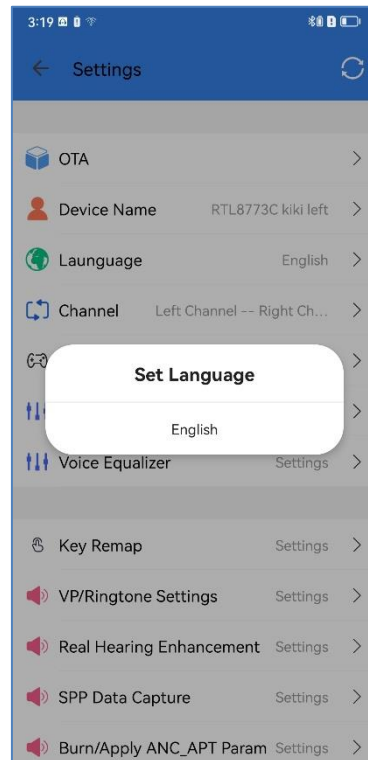 3:19
Settings
OTA
Device Name RTL8773C kiki left
Launguage English
Channel Left Channel -- Right Ch...
Set Language
English
Voice Equalizer Settings
Key Remap Settings
VP/Ringtone Settings Settings
Real Hearing Enhancement Settings
SPP Data Capture Settings
Burn/Apply ANC_APT Param Settings